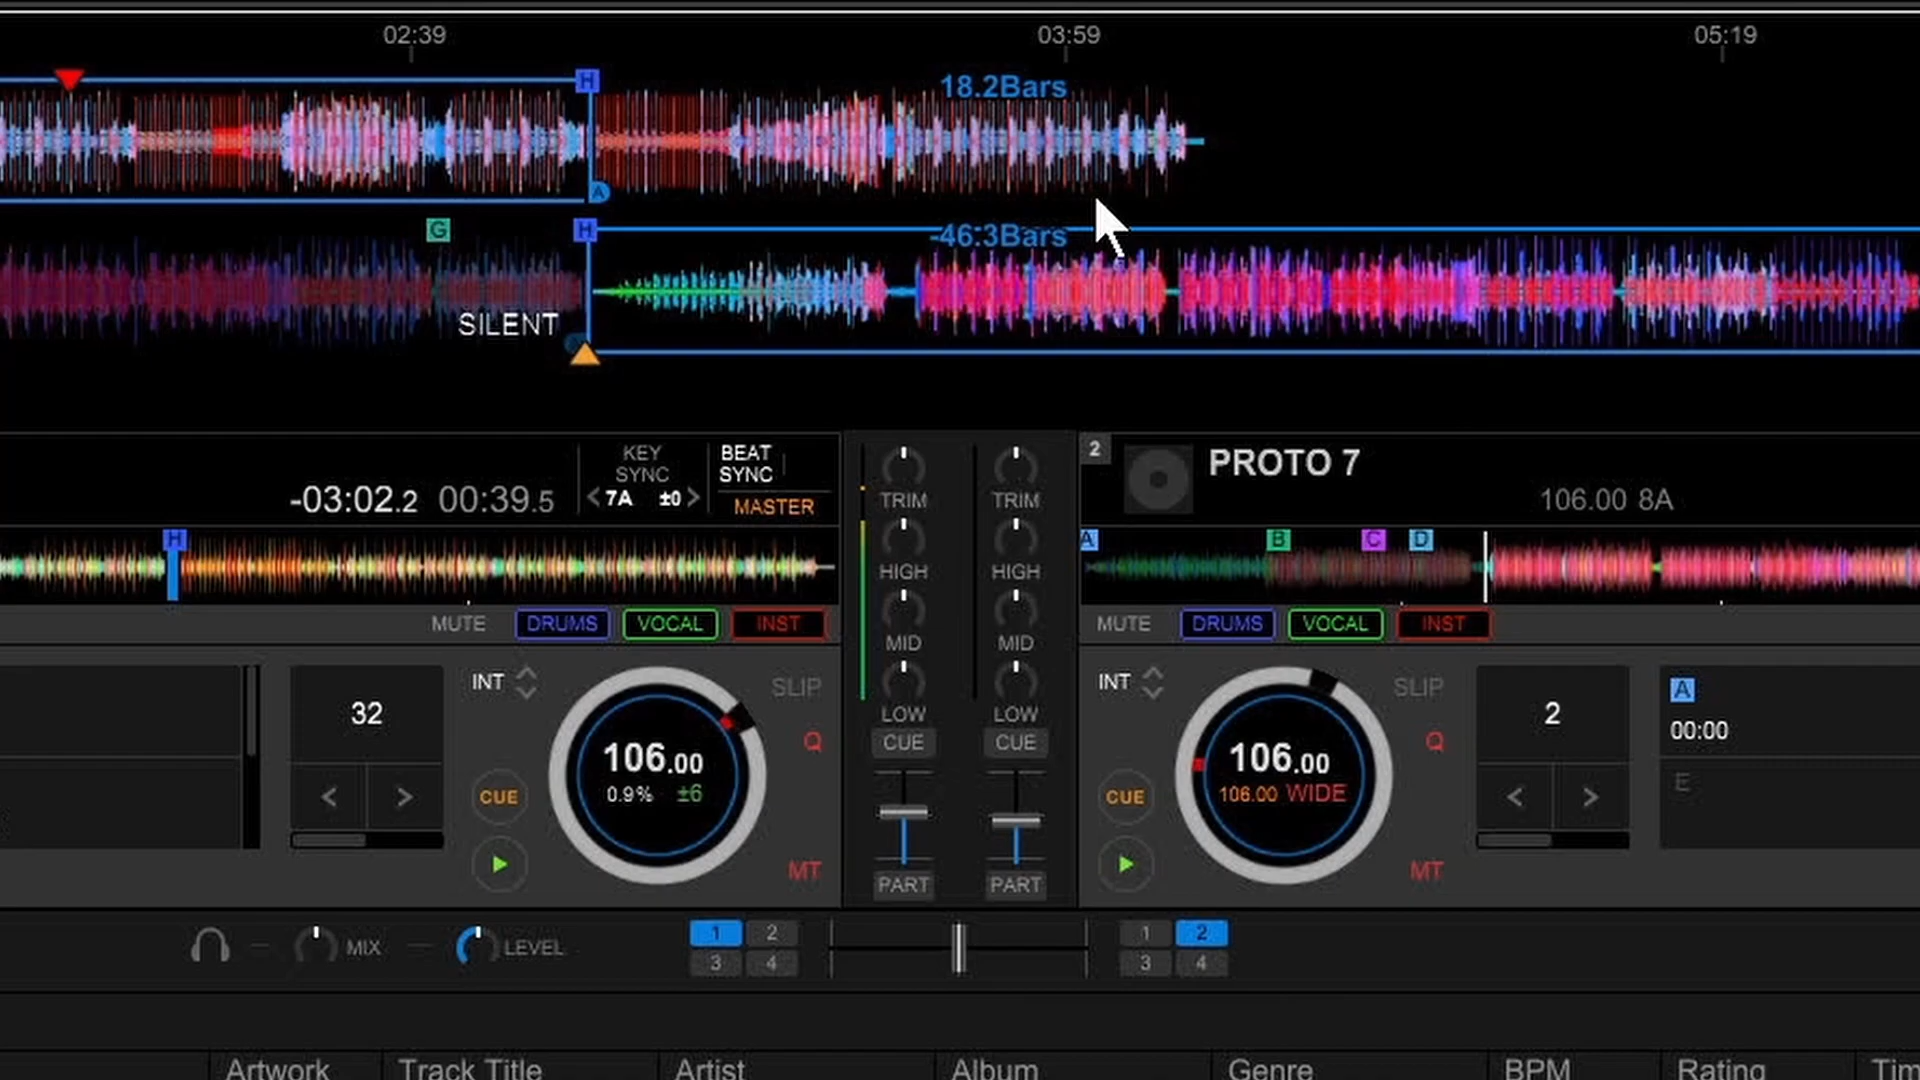 02:39 03:59 05:19
H 18.2Bars
A
G H -46.3Bars
SILENT
KEY SYNC
BEAT SYNC
-03:02.2 00:39.5 < 7A ±0 > MASTER
2 PROTO 7
106.00 8A
H
A B C D
TRIM TRIM
HIGH HIGH
MID MID
LOW LOW
CUE CUE
PART PART
MUTE DRUMS VOCAL INST
MUTE DRUMS VOCAL INST
32
< >
INT SLIP
Q
106.00
0.9% ±6
CUE
MT
INT SLIP
Q
106.00
106.00 WIDE
CUE
MT
2
< >
A
00:00
E
MIX LEVEL
1 2
3 4
1 2
3 4
Artwork Track Title Artist Album Genre BPM Rating